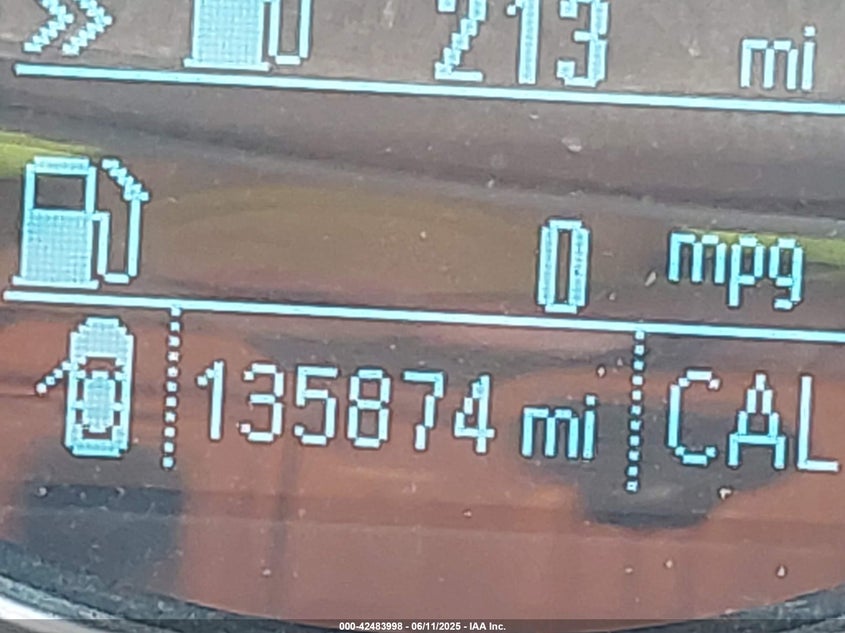 213 mi
0 mpg
135874 mi CAL
000-42483998 - 06/11/2025 - IAA Inc.